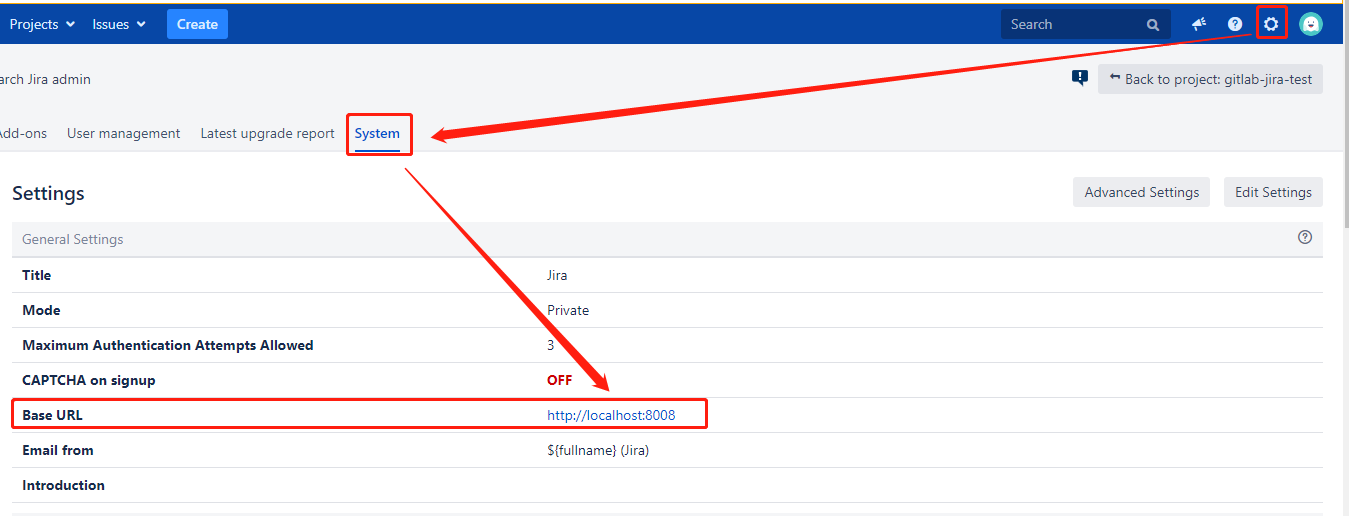 Projects Issues Create Search
arch Jira admin Back to project: gitlab-jira-test
Add-ons User management Latest upgrade report System
Settings Advanced Settings Edit Settings
General Settings
Title Jira
Mode Private
Maximum Authentication Attempts Allowed 3
CAPTCHA on signup OFF
Base URL http://localhost:8008
Email from ${fullname} (Jira)
Introduction